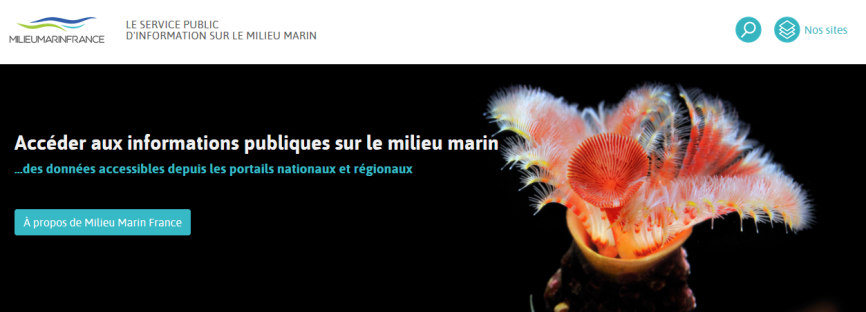 MILIEUMARINFRANCE
LE SERVICE PUBLIC
D'INFORMATION SUR LE MILIEU MARIN
Nos sites
Accéder aux informations publiques sur le milieu marin
...des données accessibles depuis les portails nationaux et régionaux
À propos de Milieu Marin France